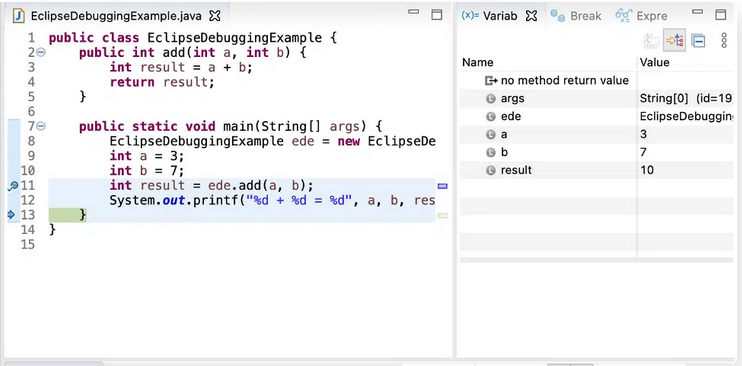 EclipseDebuggingExample.java
1 public class EclipseDebuggingExample {
2 public int add(int a, int b) {
3 int result = a + b;
4 return result;
5 }
6
7 public static void main(String[] args) {
8 EclipseDebuggingExample ede = new EclipseDe
9 int a = 3;
10 int b = 7;
11 int result = ede.add(a, b);
12 System.out.printf("%d + %d = %d", a, b, res
13 }
14 }
15
(x)= Variab Break Expre
Name Value
no method return value
args String[0] (id=19
ede EclipseDebuggin
a 3
b 7
result 10